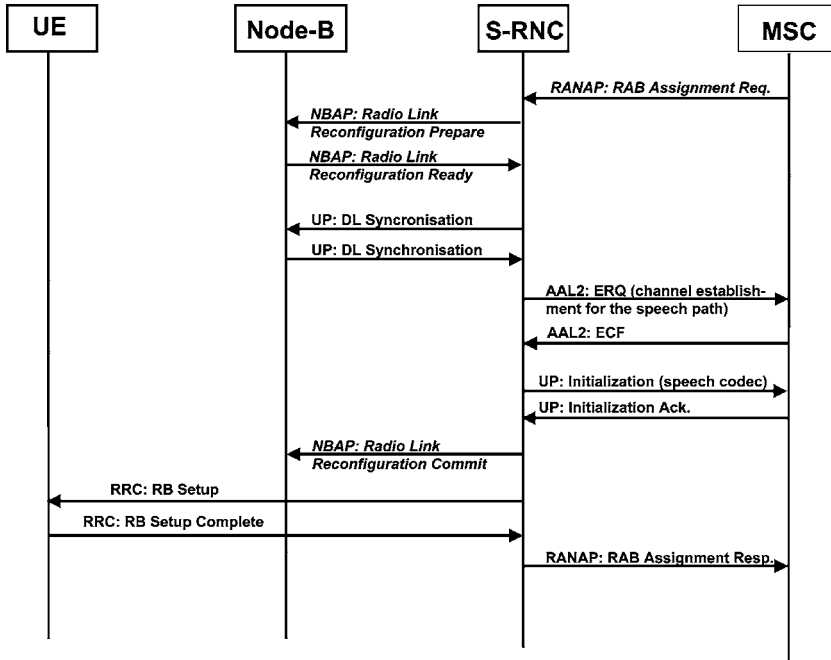 UE
Node-B
S-RNC
MSC
RANAP: RAB Assignment Req.
NBAP: Radio Link
Reconfiguration Prepare
NBAP: Radio Link
Reconfiguration Ready
UP: DL Syncronisation
UP: DL Synchronisation
AAL2: ERQ (channel establish-
ment for the speech path)
AAL2: ECF
UP: Initialization (speech codec)
UP: Initialization Ack.
NBAP: Radio Link
Reconfiguration Commit
RRC: RB Setup
RRC: RB Setup Complete
RANAP: RAB Assignment Resp.